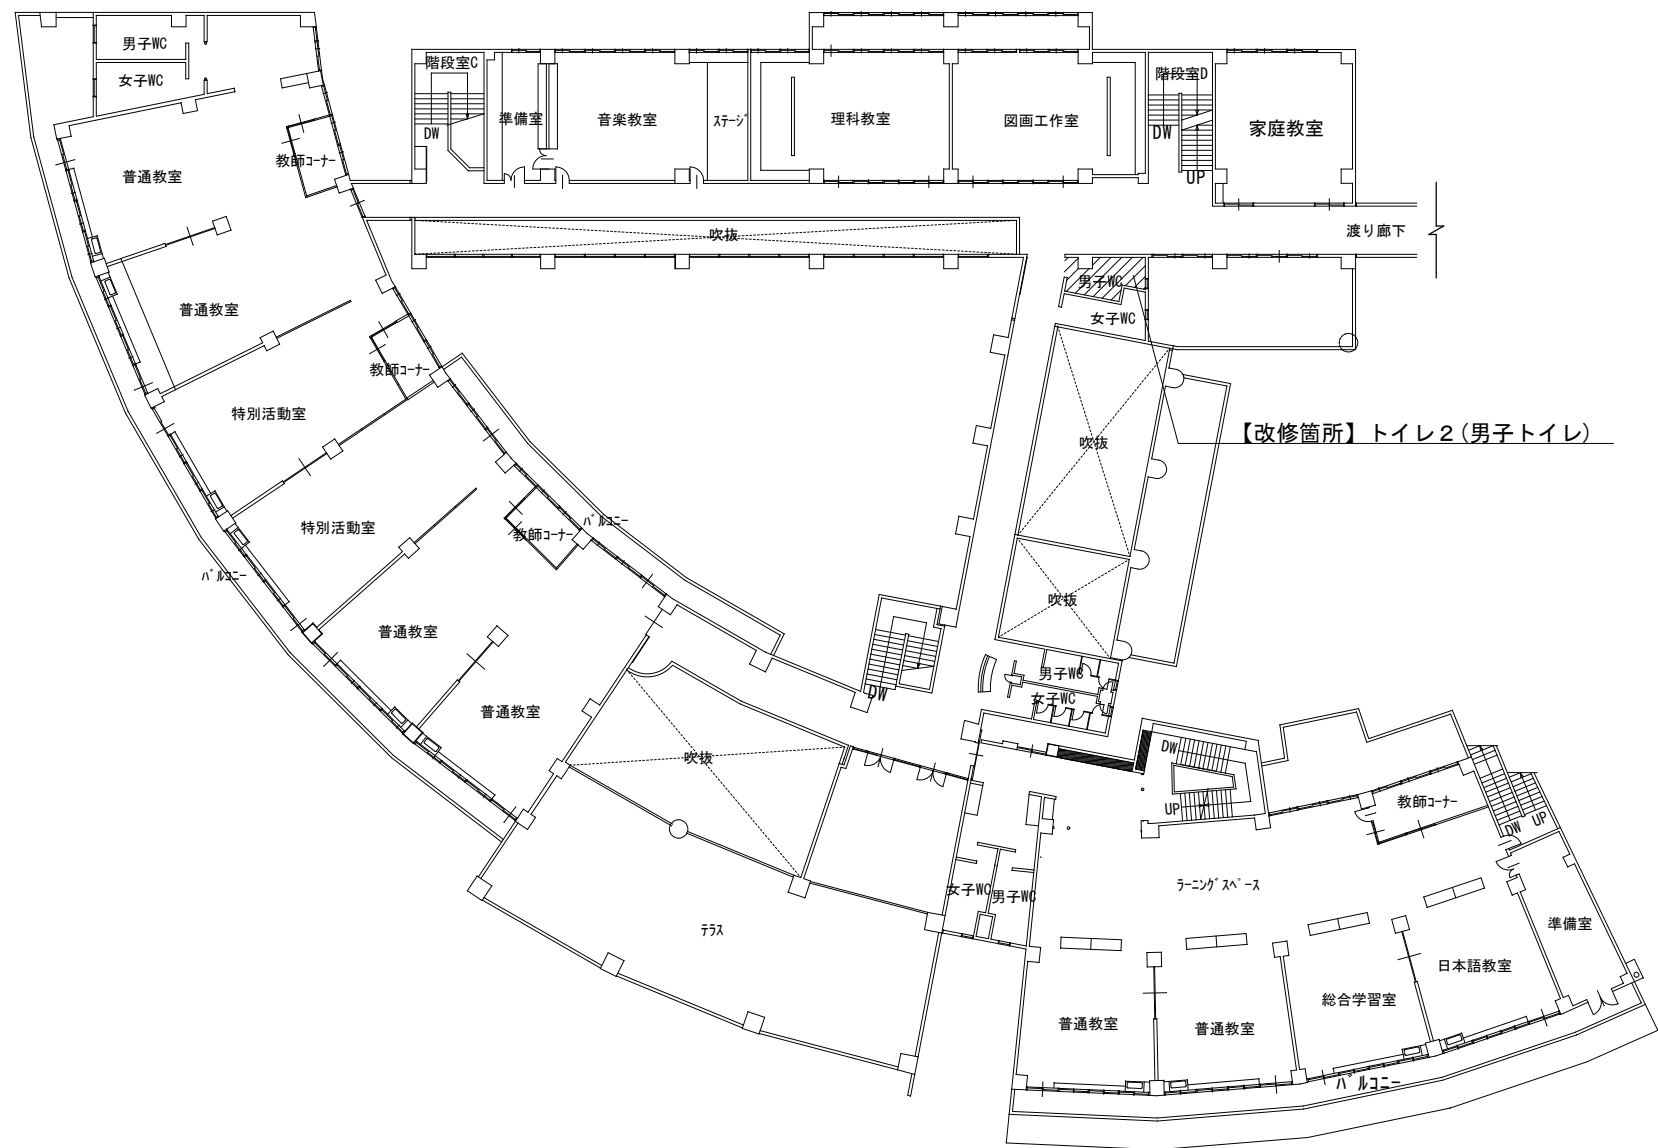 男子WC
女子WC
階段室C
DW
準備室
音楽教室
ｽﾃｰｼﾞ
理科教室
図画工作室
階段室D
DW
UP
家庭教室
普通教室
教師ｺｰﾅｰ
吹抜
渡り廊下
男子WC
女子WC
普通教室
教師ｺｰﾅｰ
特別活動室
【改修箇所】トイレ２(男子トイレ)
吹抜
特別活動室
教師ｺｰﾅｰ
ﾊﾞﾙｺﾆｰ
ﾊﾞﾙｺﾆｰ
吹抜
普通教室
普通教室
DW
男子WC
女子WC
吹抜
DW
UP
教師ｺｰﾅｰ
DW
UP
ﾗｰﾆﾝｸﾞｽﾍﾟｰｽ
女子WC
男子WC
ﾃﾗｽ
準備室
日本語教室
総合学習室
普通教室
普通教室
ﾊﾞﾙｺﾆｰ